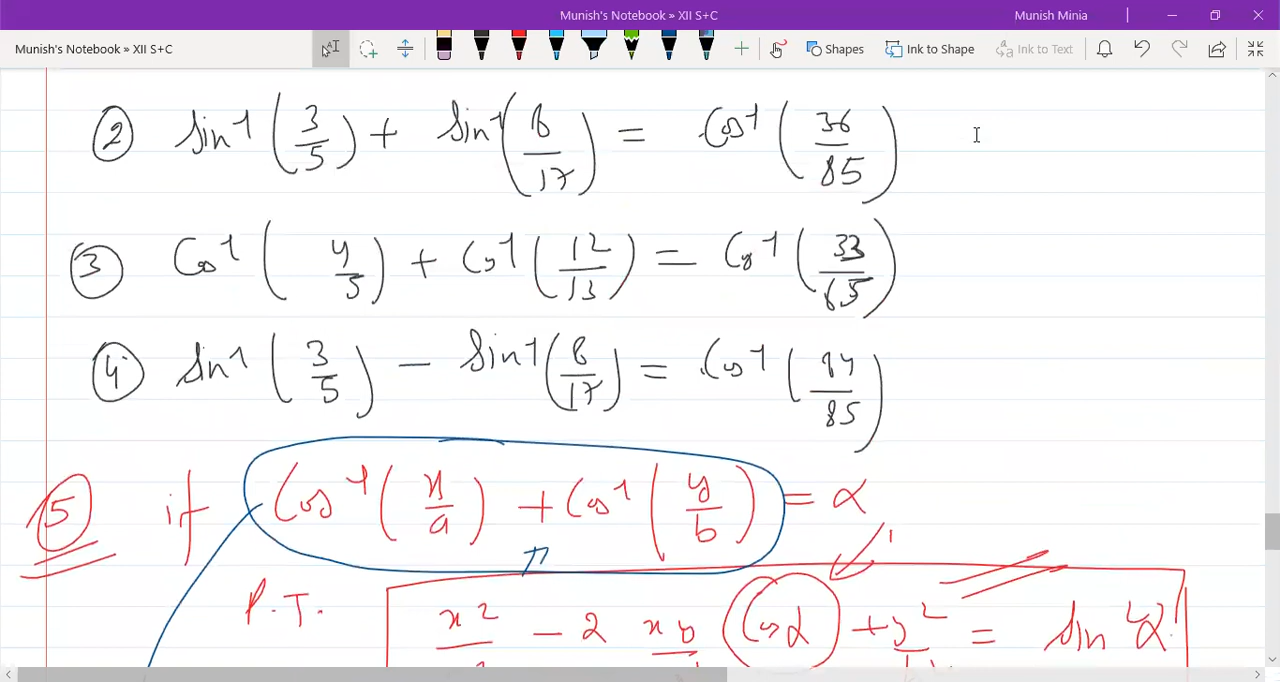 Munish's Notebook » XII S+C
Munish Minia
Munish's Notebook » XII S+C
Shapes
Ink to Shape
Ink to Text
② sin⁻¹(3/5) + sin⁻¹(8/17) = cos⁻¹(36/85)
③ Cos⁻¹(4/5) + Cos⁻¹(12/13) = Cos⁻¹(33/65)
④ sin⁻¹(3/5) − sin⁻¹(8/17) = Cos⁻¹(84/85)
⑤ if Cos⁻¹(x/a) + Cos⁻¹(y/b) = α
P.T. x² − 2 xy Cos α + y² = sin²α